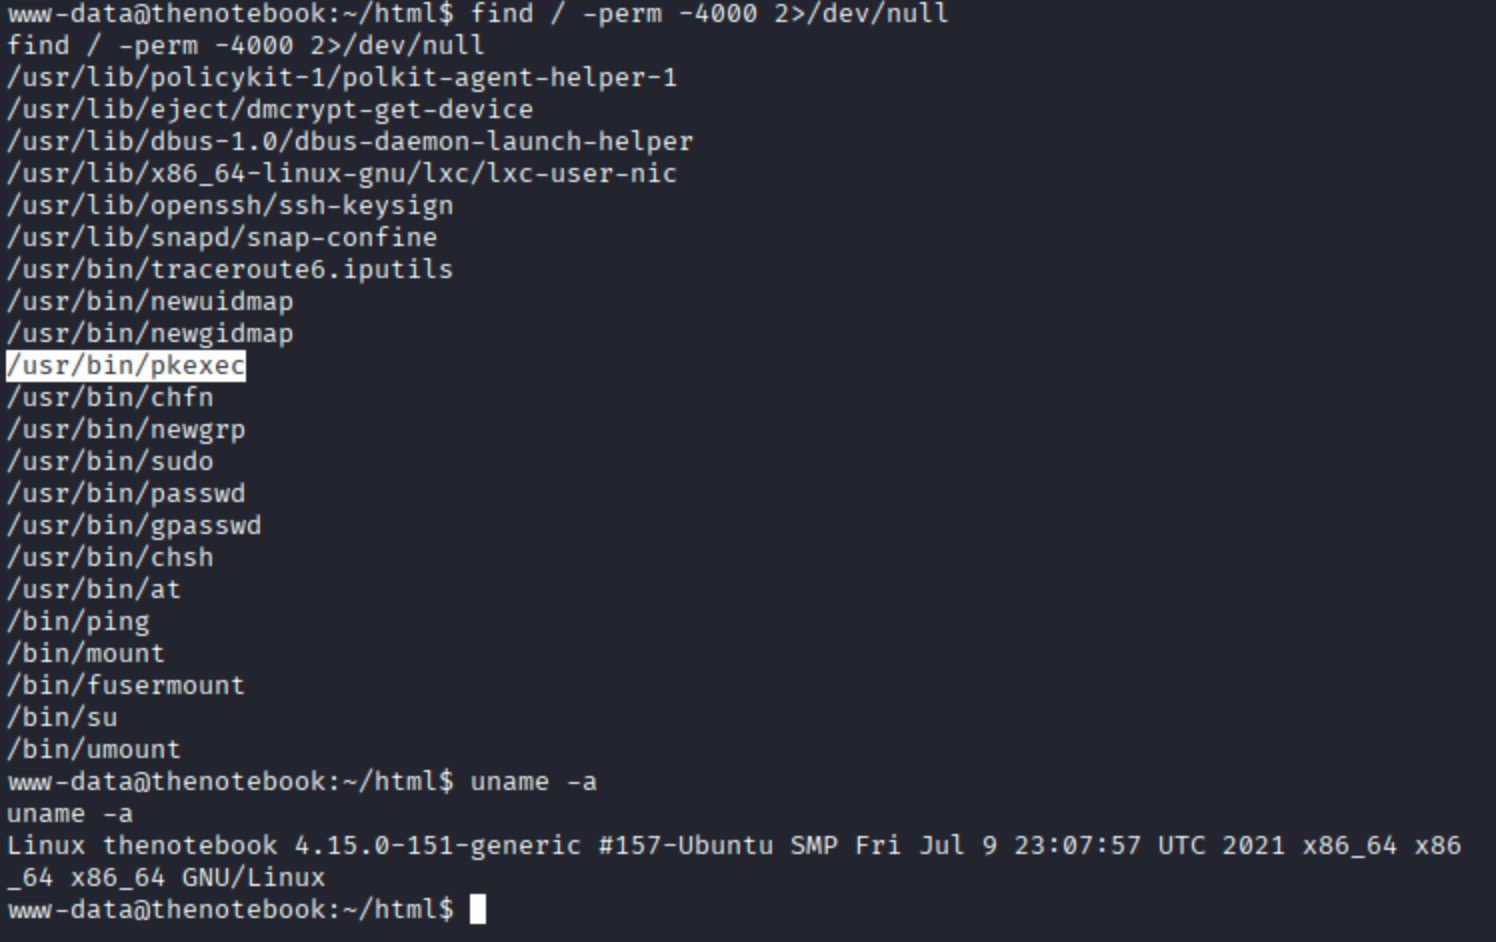 www-data@thenotebook:~/html$ find / -perm -4000 2>/dev/null
find / -perm -4000 2>/dev/null
/usr/lib/policykit-1/polkit-agent-helper-1
/usr/lib/eject/dmcrypt-get-device
/usr/lib/dbus-1.0/dbus-daemon-launch-helper
/usr/lib/x86_64-linux-gnu/lxc/lxc-user-nic
/usr/lib/openssh/ssh-keysign
/usr/lib/snapd/snap-confine
/usr/bin/traceroute6.iputils
/usr/bin/newuidmap
/usr/bin/newgidmap
/usr/bin/pkexec
/usr/bin/chfn
/usr/bin/newgrp
/usr/bin/sudo
/usr/bin/passwd
/usr/bin/gpasswd
/usr/bin/chsh
/usr/bin/at
/bin/ping
/bin/mount
/bin/fusermount
/bin/su
/bin/umount
www-data@thenotebook:~/html$ uname -a
uname -a
Linux thenotebook 4.15.0-151-generic #157-Ubuntu SMP Fri Jul 9 23:07:57 UTC 2021 x86_64 x86
_64 x86_64 GNU/Linux
www-data@thenotebook:~/html$